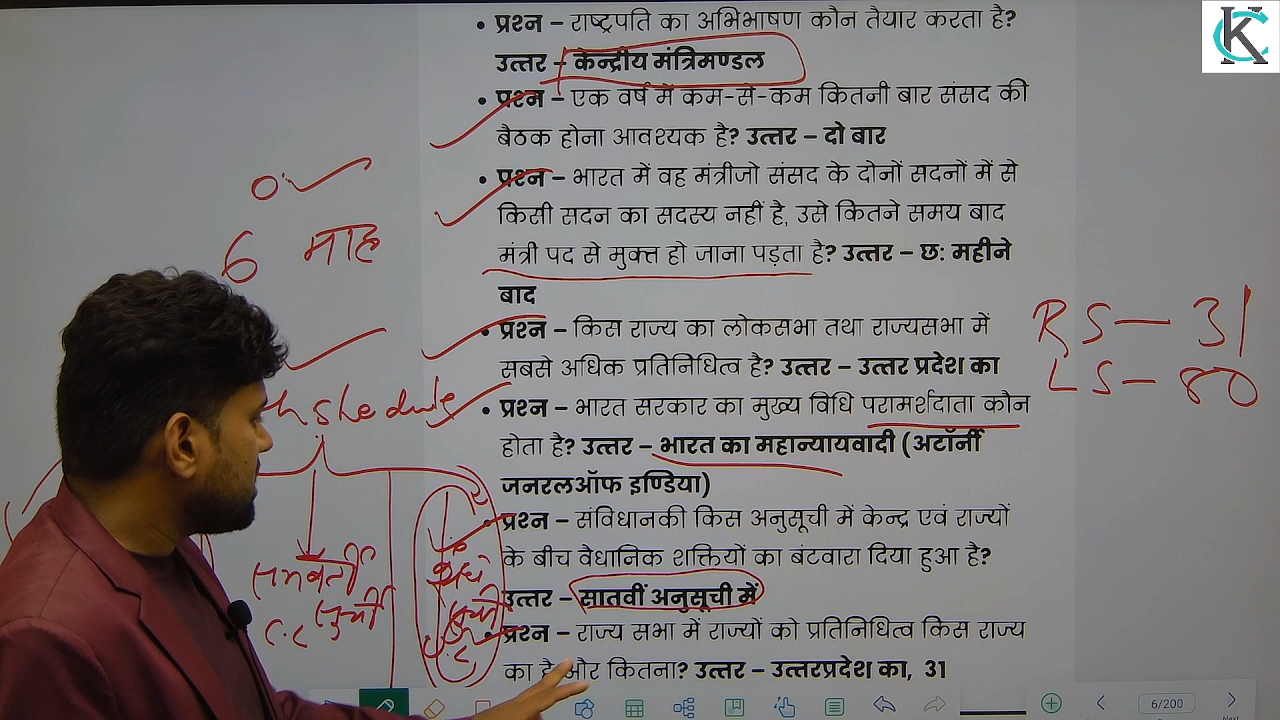 • प्रश्न – राष्ट्रपति का अभिभाषण कौन तैयार करता है?
उत्तर – केन्द्रीय मंत्रिमण्डल
• प्रश्न – एक वर्ष में कम-से-कम कितनी बार संसद की
बैठक होना आवश्यक है? उत्तर – दो बार
• प्रश्न – भारत में वह मंत्रीजो संसद के दोनों सदनों में से
किसी सदन का सदस्य नहीं है, उसे कितने समय बाद
मंत्री पद से मुक्त हो जाना पड़ता है? उत्तर – छः महीने
बाद
• प्रश्न – किस राज्य का लोकसभा तथा राज्यसभा में
सबसे अधिक प्रतिनिधित्व है? उत्तर – उत्तर प्रदेश का
• प्रश्न – भारत सरकार का मुख्य विधि परामर्शदाता कौन
होता है? उत्तर – भारत का महान्यायवादी (अटॉर्नी
जनरलऑफ इण्डिया)
• प्रश्न – संविधानकी किस अनुसूची में केन्द्र एवं राज्यों
के बीच वैधानिक शक्तियों का बंटवारा दिया हुआ है?
उत्तर – सातवीं अनुसूची में
• प्रश्न – राज्य सभा में राज्यों को प्रतिनिधित्व किस राज्य
का है और कितना? उत्तर – उत्तरप्रदेश का, 31
6 माह
h shedule
समवर्ती
सुची
RS – 31
LS – 80
KC
6/200
Next